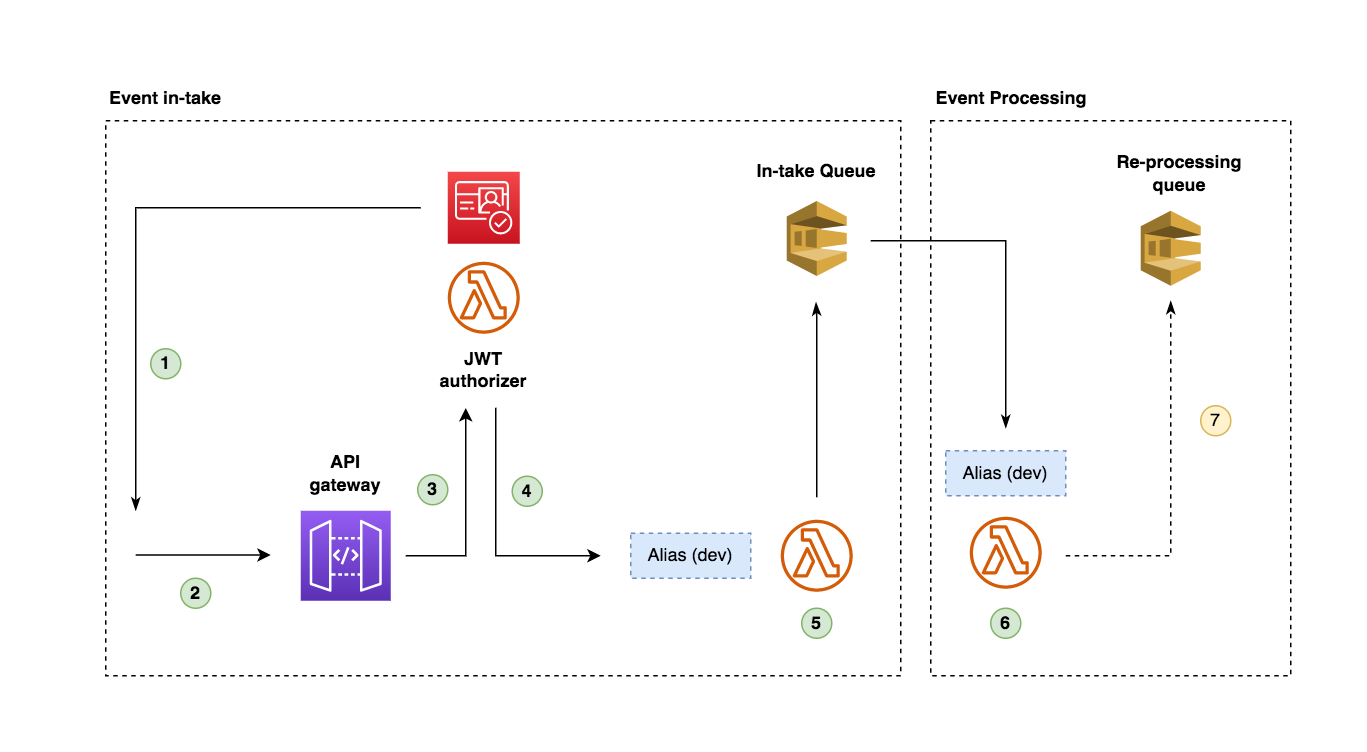 Event in-take
Event Processing
In-take Queue
Re-processing
queue
JWT
authorizer
1
API
gateway
3
4
2
Alias (dev)
5
Alias (dev)
6
7